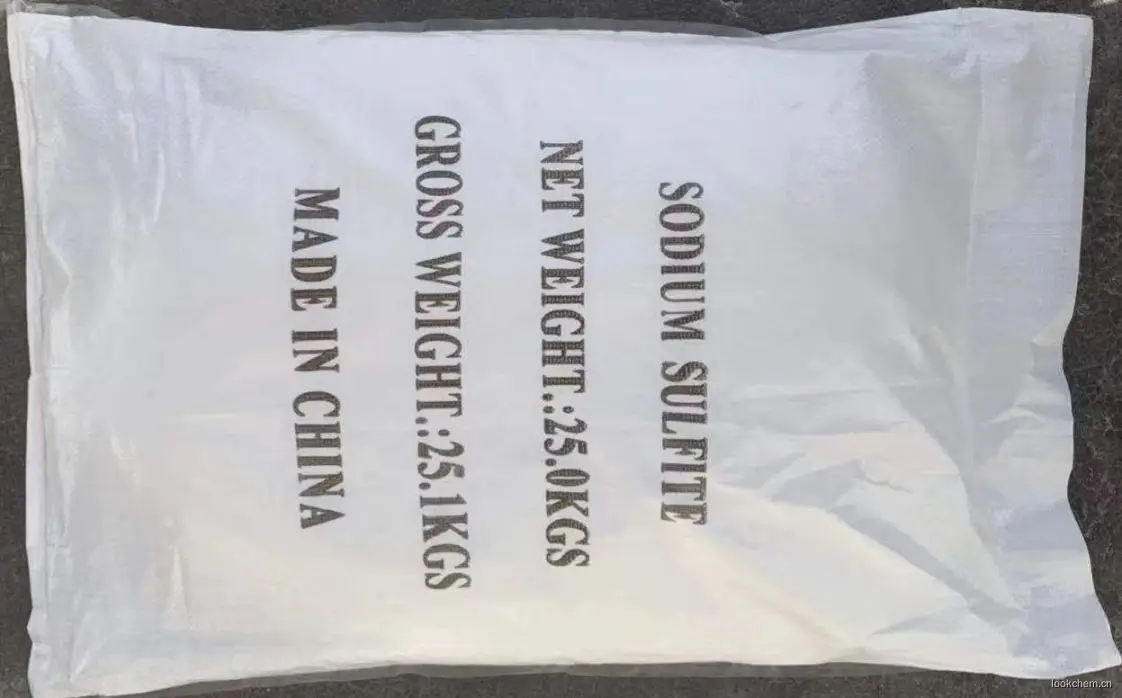 SODIUM SULFITE
NET WEIGHT.:25.0KGS
GROSS WEIGHT.:25.1KGS
MADE IN CHINA
lookchem.cn